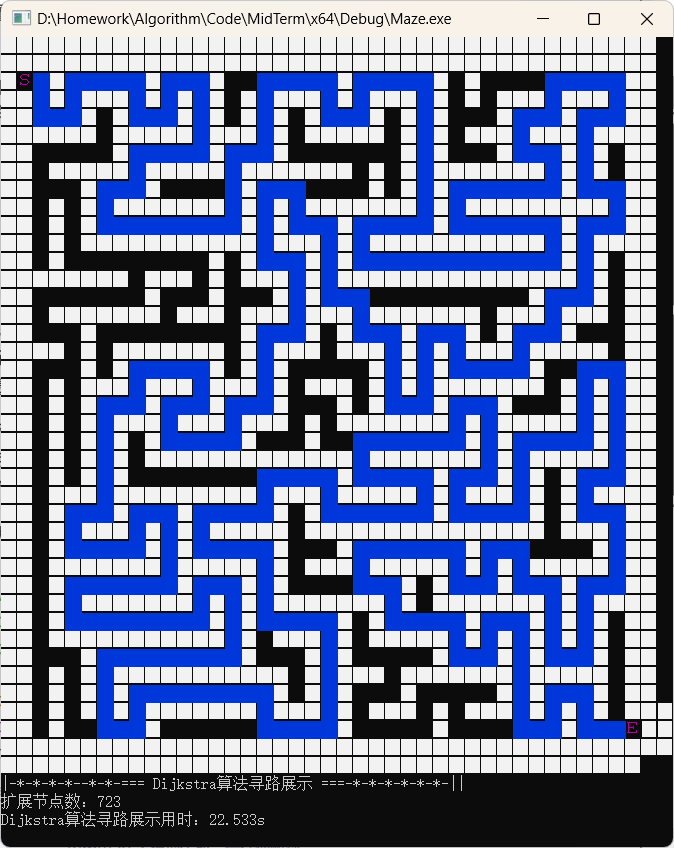 D:\Homework\Algorithm\Code\MidTerm\x64\Debug\Maze.exe
S
E
|-*-*-*-*--*-*-=== Dijkstra算法寻路展示 ===-*-*-*-*-*-*-||
扩展节点数: 723
Dijkstra算法寻路展示用时: 22.533s